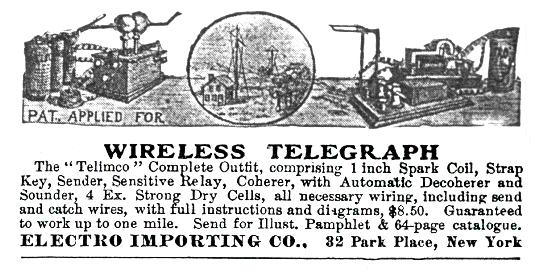 PAT. APPLIED FOR
WIRELESS TELEGRAPH
The "Telimco" Complete Outfit, comprising 1 inch Spark Coil, Strap
Key, Sender, Sensitive Relay, Coherer, with Automatic Decoherer and
Sounder, 4 Ex. Strong Dry Cells, all necessary wiring, including send
and catch wires, with full instructions and diagrams, $8.50. Guaranteed
to work up to one mile. Send for Illust. Pamphlet & 64-page catalogue.
ELECTRO IMPORTING CO., 32 Park Place, New York